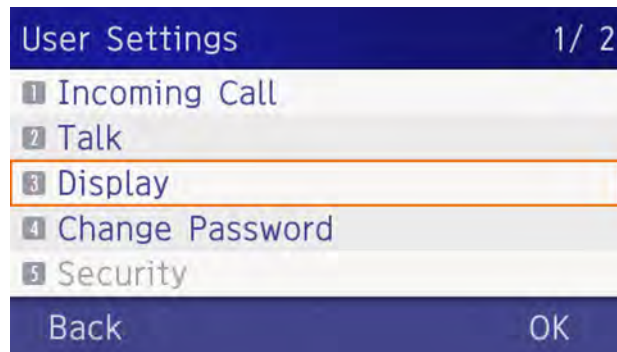 User Settings 1/ 2
1 Incoming Call
2 Talk
3 Display
4 Change Password
5 Security
Back OK